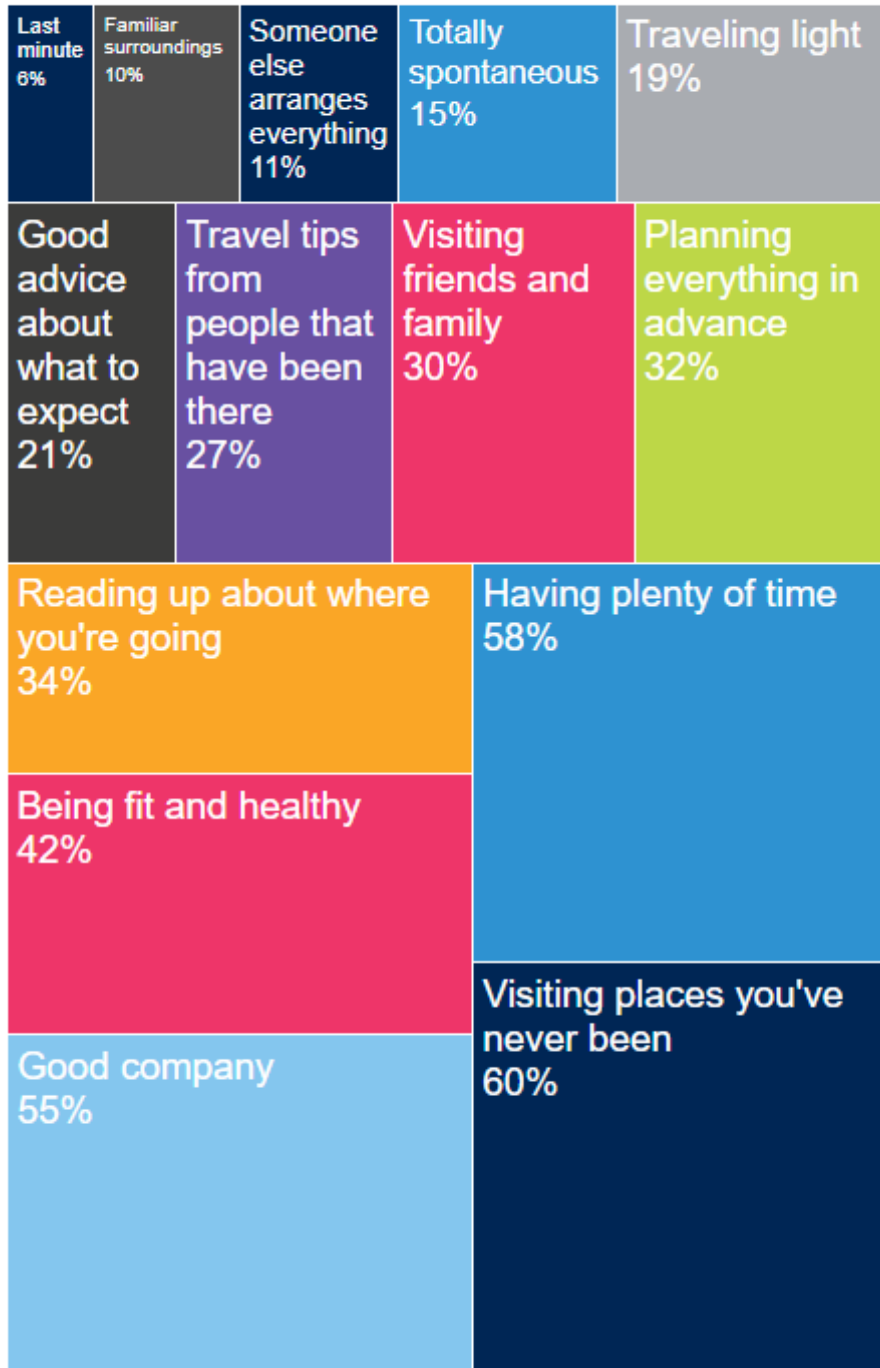 Last
minute
6%
Familiar
surroundings
10%
Someone
else
arranges
everything
11%
Totally
spontaneous
15%
Traveling light
19%
Good
advice
about
what to
expect
21%
Travel tips
from
people that
have been
there
27%
Visiting
friends and
family
30%
Planning
everything in
advance
32%
Reading up about where
you're going
34%
Having plenty of time
58%
Being fit and healthy
42%
Visiting places you've
never been
60%
Good company
55%